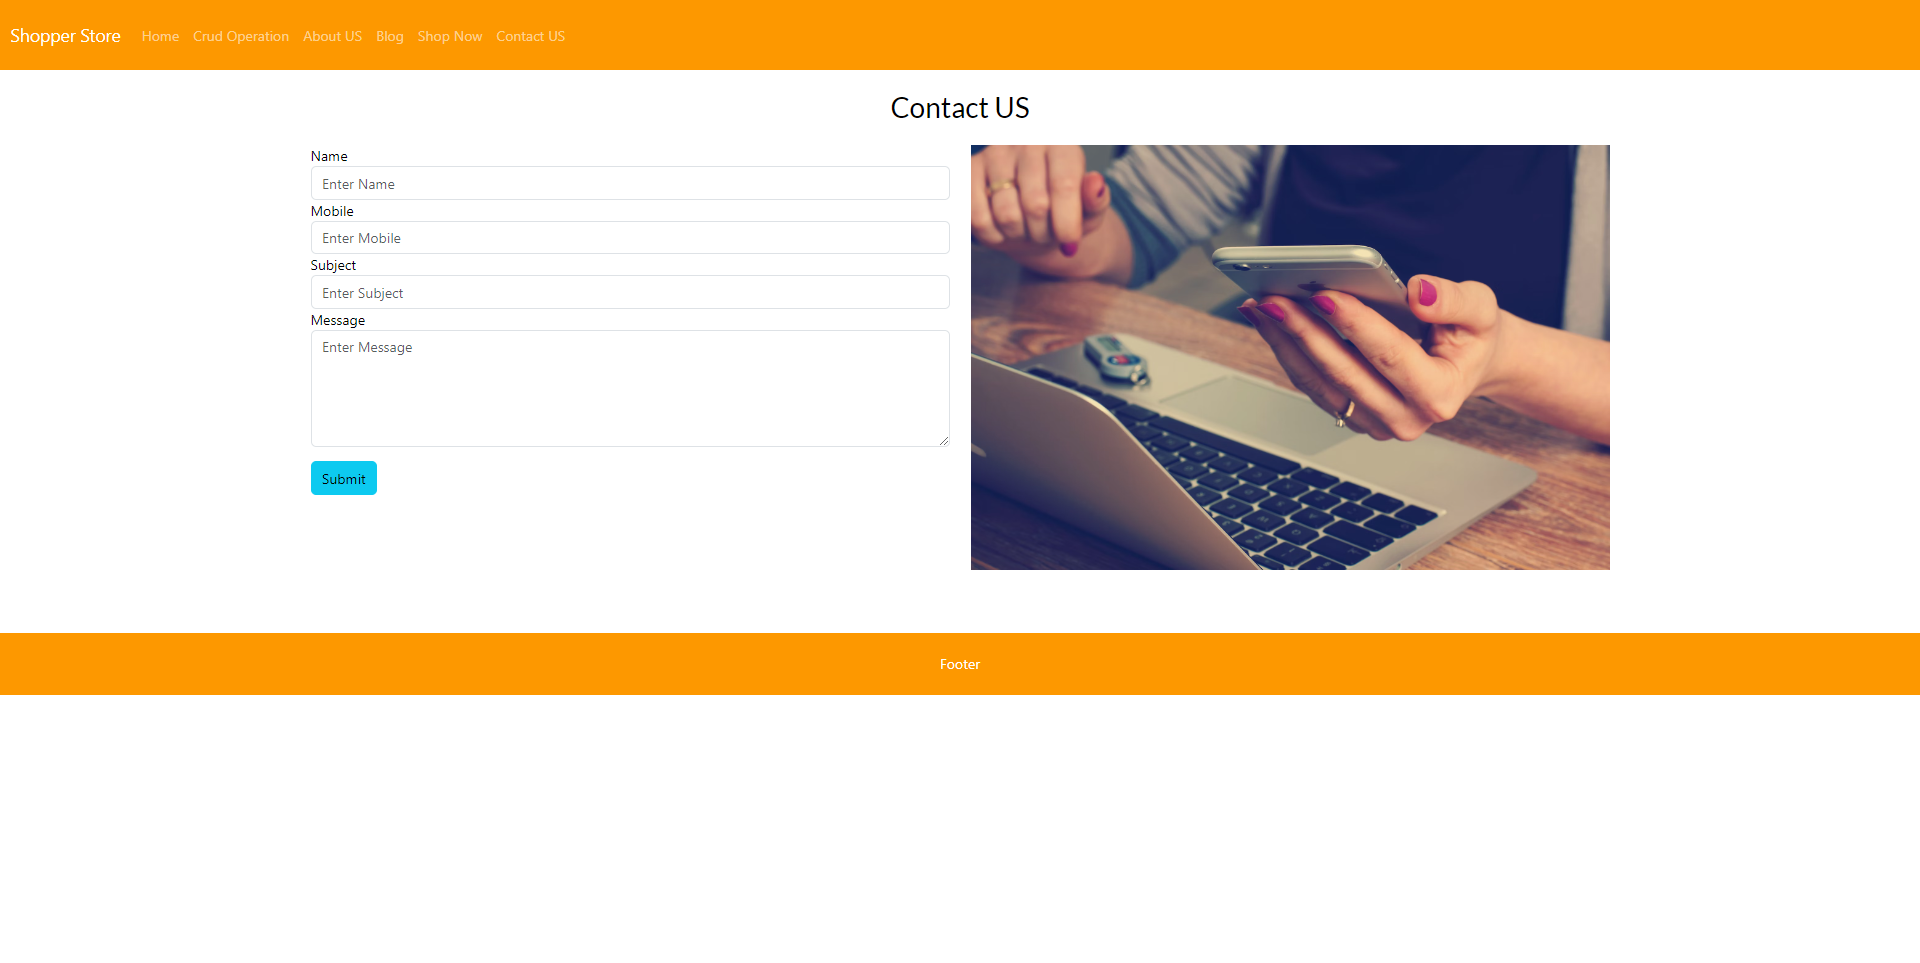 Shopper Store Home Crud Operation About US Blog Shop Now Contact US
Contact US
Name
Enter Name
Mobile
Enter Mobile
Subject
Enter Subject
Message
Enter Message
Submit
Footer